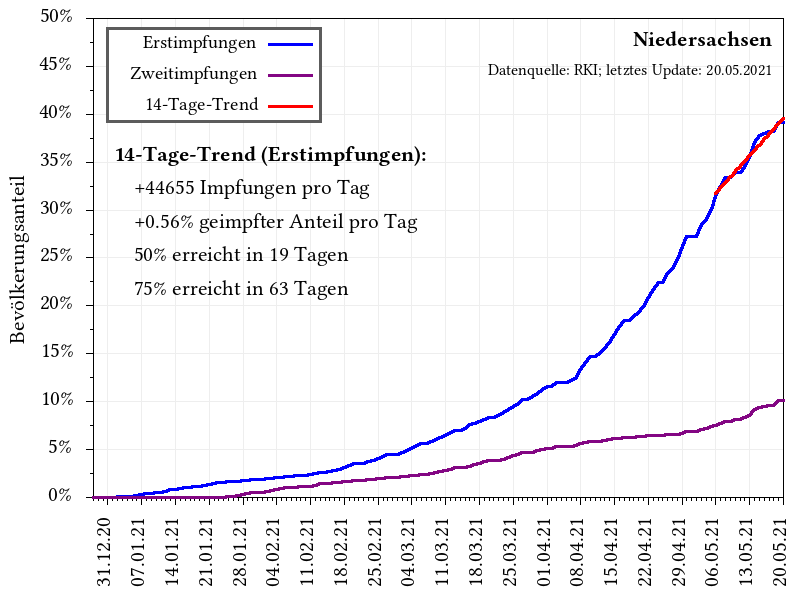 Niedersachsen
Datenquelle: RKI; letztes Update: 20.05.2021
Erstimpfungen
Zweitimpfungen
14-Tage-Trend
14-Tage-Trend (Erstimpfungen):
+44655 Impfungen pro Tag
+0.56% geimpfter Anteil pro Tag
50% erreicht in 19 Tagen
75% erreicht in 63 Tagen
Bevölkerungsanteil
50%
45%
40%
35%
30%
25%
20%
15%
10%
5%
0%
31.12.20
07.01.21
14.01.21
21.01.21
28.01.21
04.02.21
11.02.21
18.02.21
25.02.21
04.03.21
11.03.21
18.03.21
25.03.21
01.04.21
08.04.21
15.04.21
22.04.21
29.04.21
06.05.21
13.05.21
20.05.21